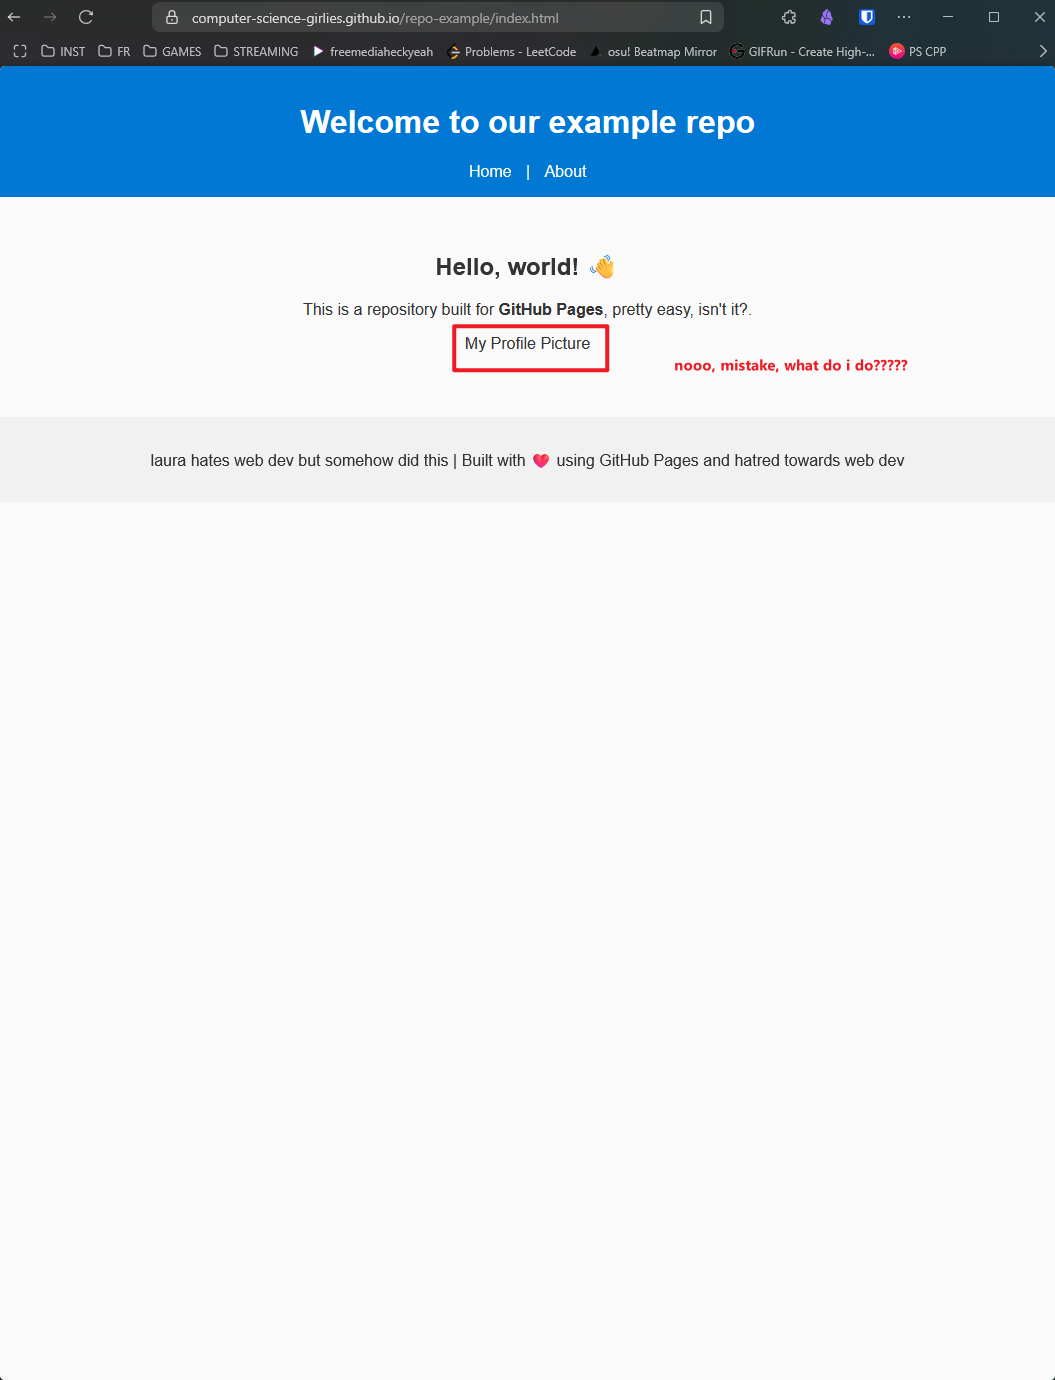 computer-science-girlies.github.io/repo-example/index.html
INST FR GAMES STREAMING freemediaheckyeah Problems - LeetCode osu! Beatmap Mirror GIFRun - Create High-... PS CPP
Welcome to our example repo
Home | About
Hello, world! 👋
This is a repository built for GitHub Pages, pretty easy, isn't it?.
My Profile Picture
nooo, mistake, what do i do?????
laura hates web dev but somehow did this | Built with ❤️ using GitHub Pages and hatred towards web dev